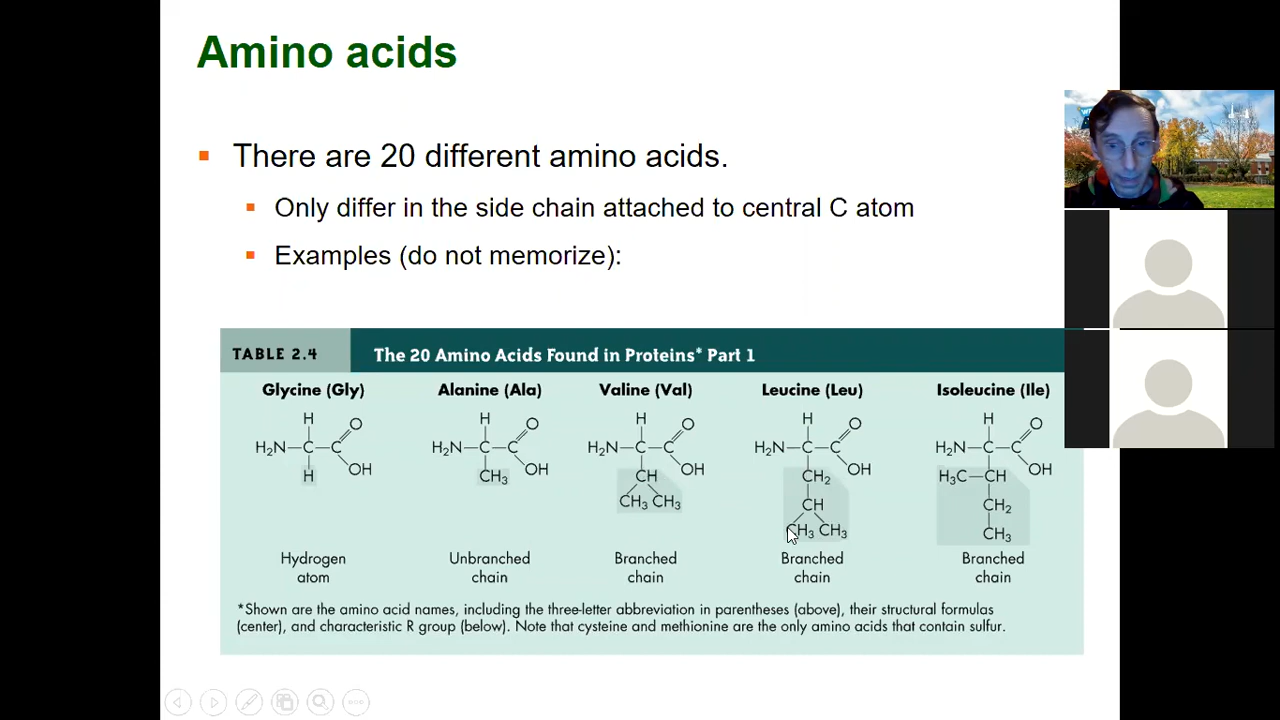 Amino acids
There are 20 different amino acids.
Only differ in the side chain attached to central C atom
Examples (do not memorize):
TABLE 2.4 The 20 Amino Acids Found in Proteins* Part 1
Glycine (Gly) Alanine (Ala) Valine (Val) Leucine (Leu) Isoleucine (Ile)
H H H H H
O O O O O
H₂N—C—C H₂N—C—C H₂N—C—C H₂N—C—C H₂N—C—C
OH OH OH OH OH
H CH₃ CH CH₂ H₃C—CH
CH₃ CH₃ CH CH₂
CH₃ CH₃ CH₃
Hydrogen Unbranched Branched Branched Branched
atom chain chain chain chain
*Shown are the amino acid names, including the three-letter abbreviation in parentheses (above), their structural formulas
(center), and characteristic R group (below). Note that cysteine and methionine are the only amino acids that contain sulfur.